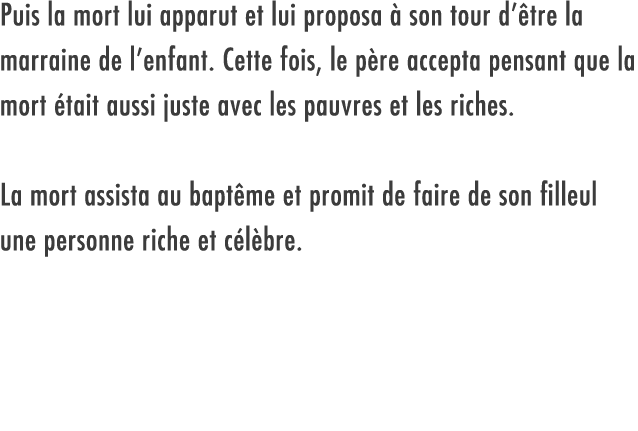 Puis la mort lui apparut et lui proposa à son tour d’être la
marraine de l’enfant. Cette fois, le père accepta pensant que la
mort était aussi juste avec les pauvres et les riches.

La mort assista au baptême et promit de faire de son filleul
une personne riche et célèbre.